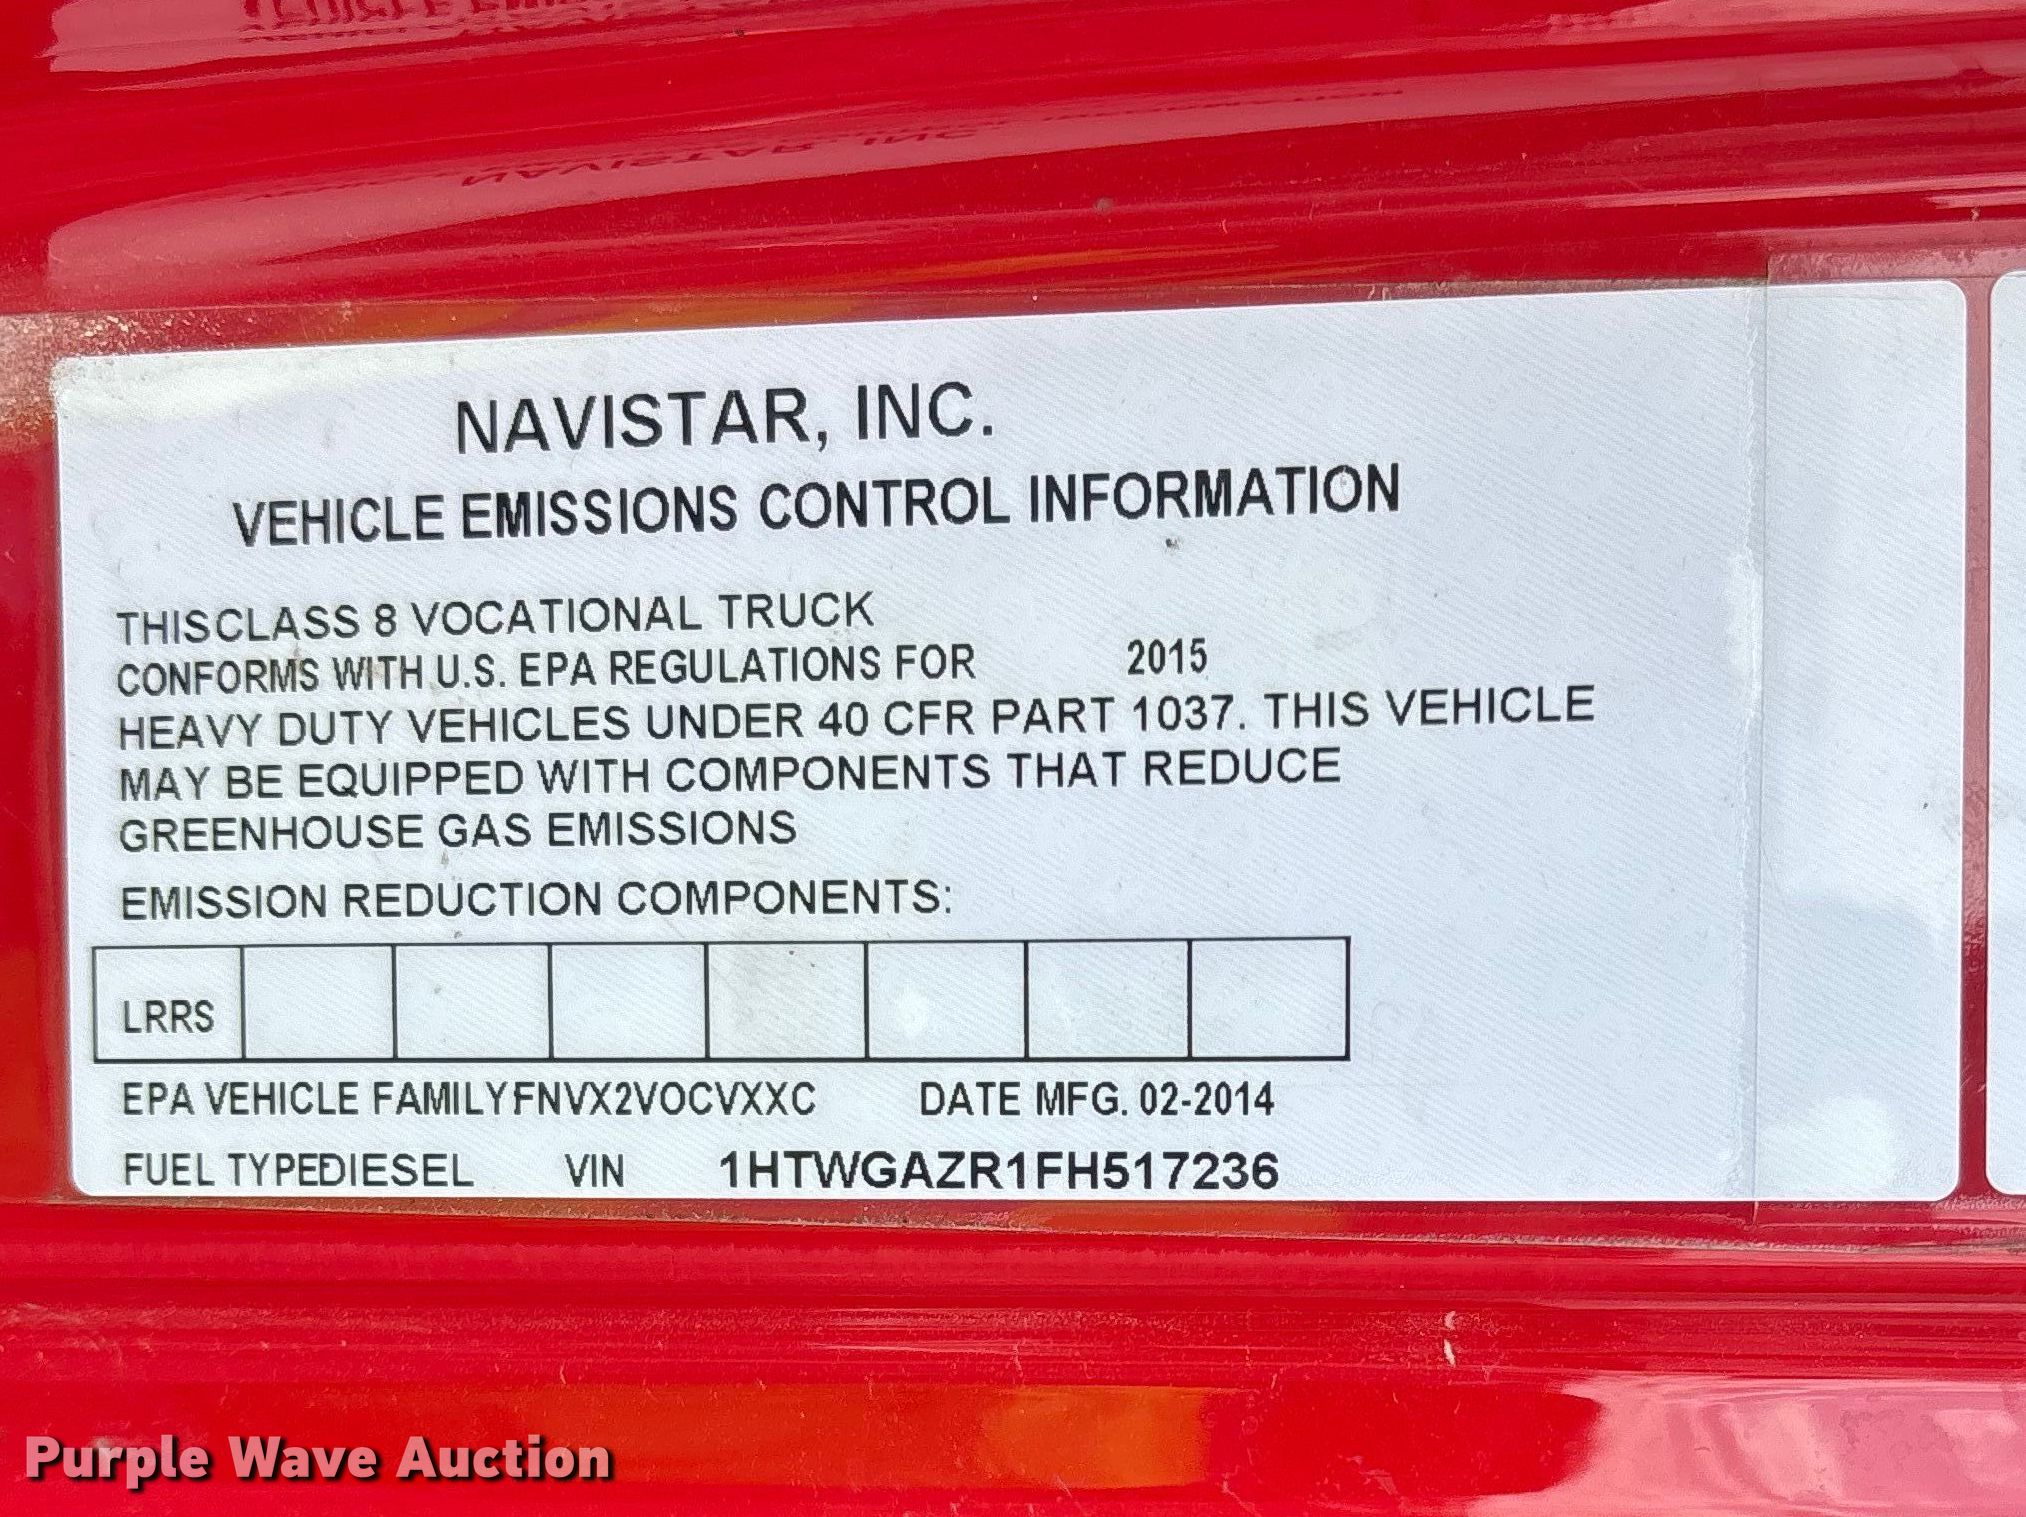 NAVISTAR, INC.
VEHICLE EMISSIONS CONTROL INFORMATION
THISCLASS 8 VOCATIONAL TRUCK
CONFORMS WITH U.S. EPA REGULATIONS FOR 2015
HEAVY DUTY VEHICLES UNDER 40 CFR PART 1037. THIS VEHICLE
MAY BE EQUIPPED WITH COMPONENTS THAT REDUCE
GREENHOUSE GAS EMISSIONS
EMISSION REDUCTION COMPONENTS:
LRRS
EPA VEHICLE FAMILYFNVX2VOCVXXC DATE MFG. 02-2014
FUEL TYPEDIESEL VIN 1HTWGAZR1FH517236
Purple Wave Auction